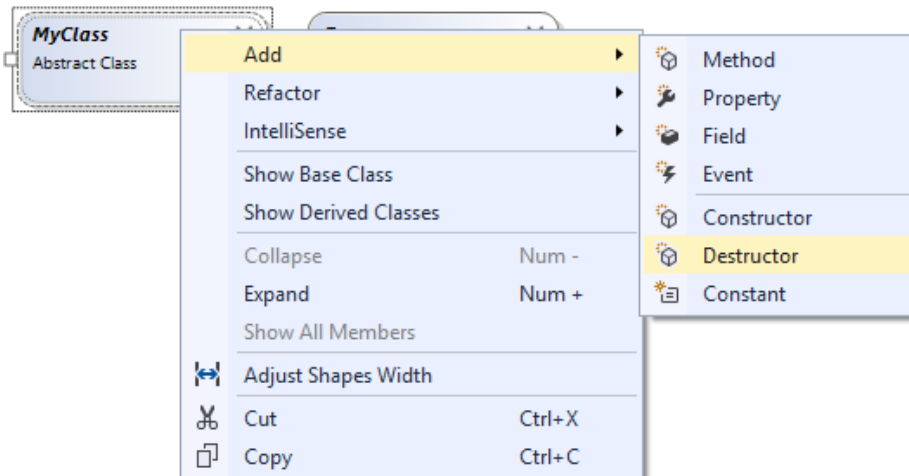 MyClass
Abstract Class
Add
Refactor
IntelliSense
Show Base Class
Show Derived Classes
Collapse Num -
Expand Num +
Show All Members
Adjust Shapes Width
Cut Ctrl+X
Copy Ctrl+C
Method
Property
Field
Event
Constructor
Destructor
Constant